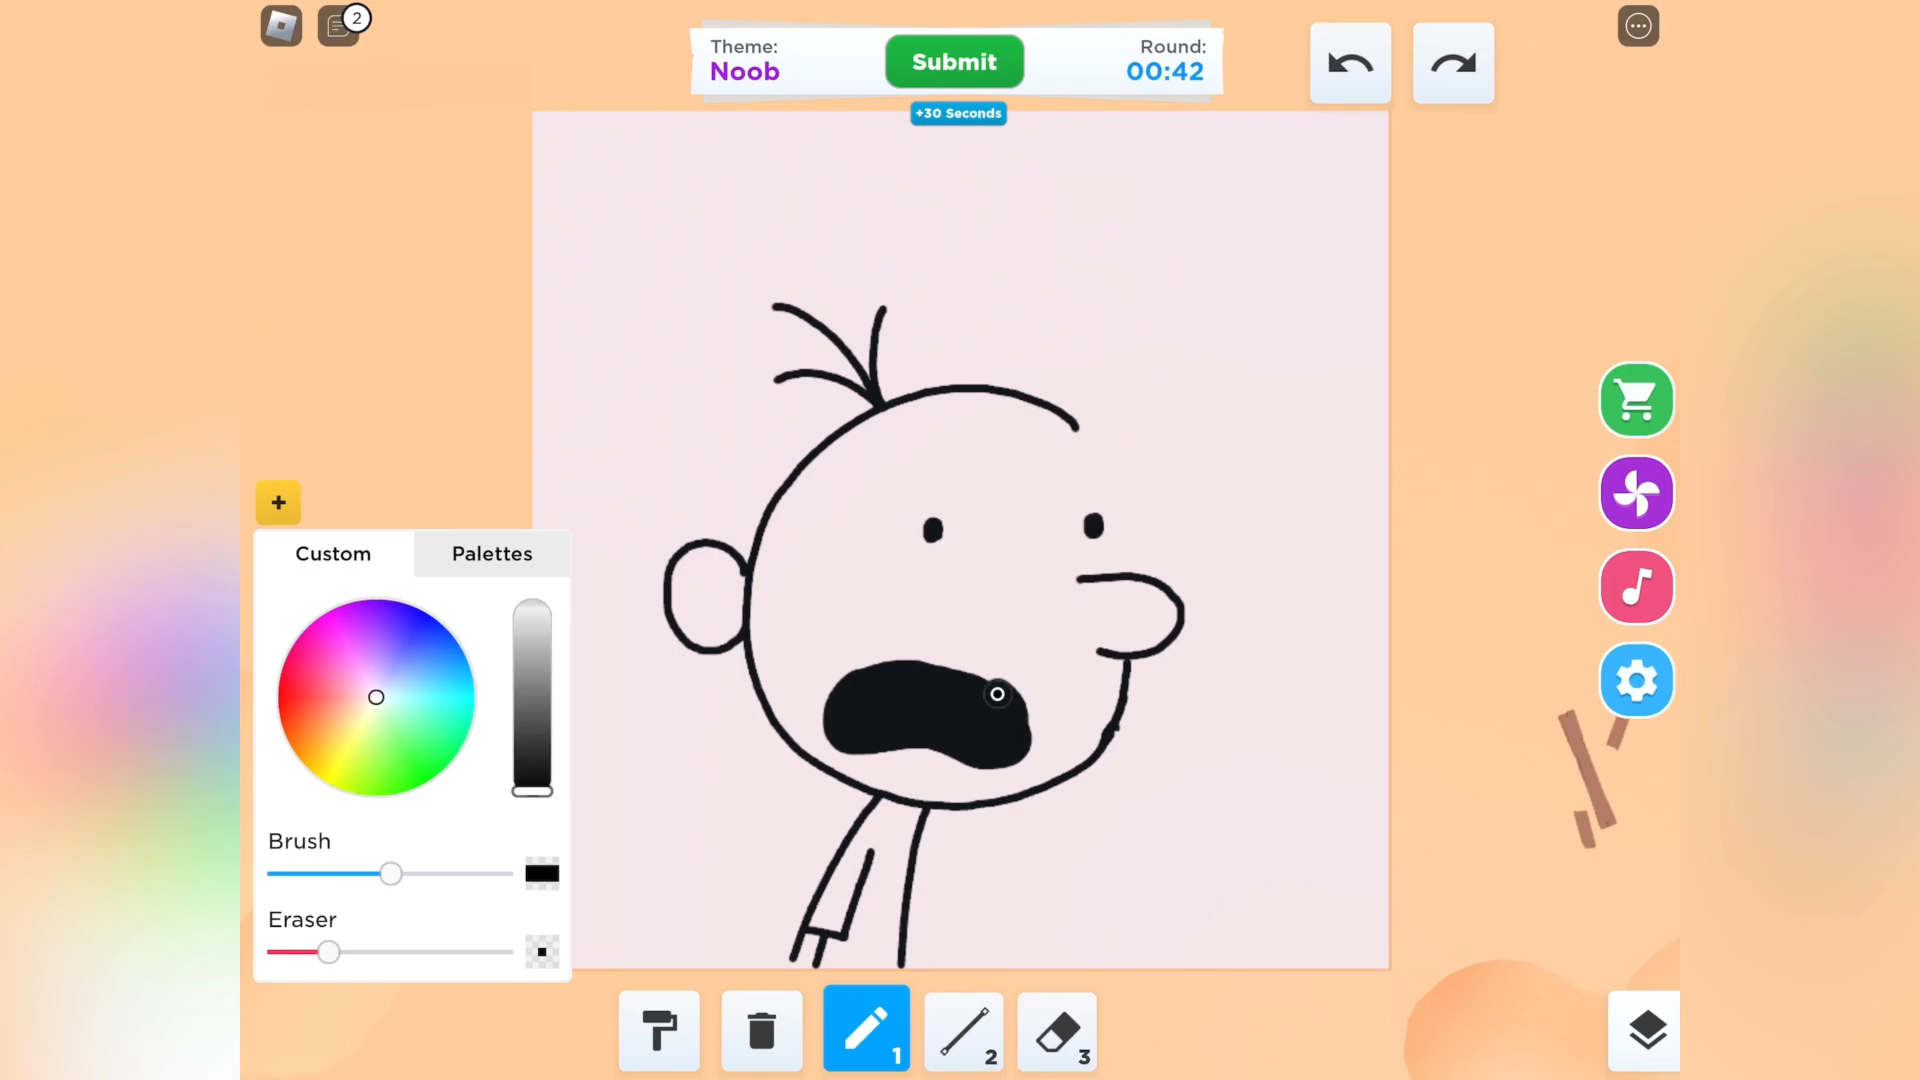 2
Theme:
Noob
Submit
Round:
00:42
+30 Seconds
+
Custom
Palettes
Brush
Eraser
1
2
3